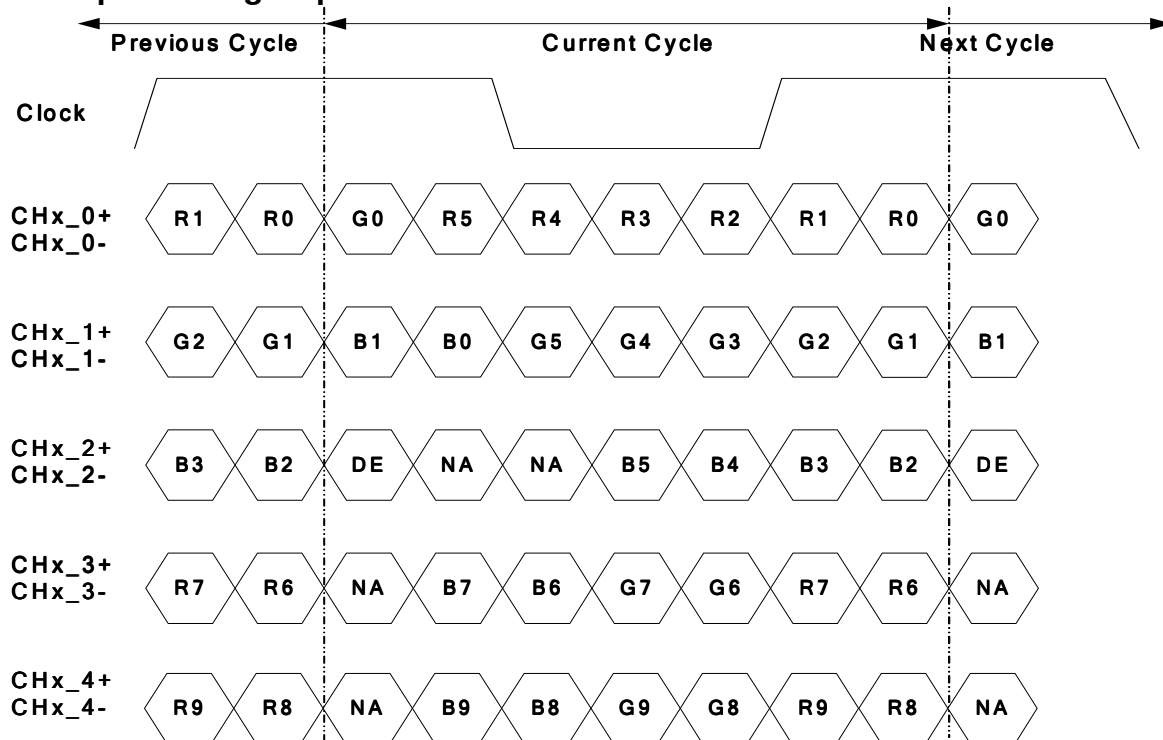 Previous Cycle Current Cycle Next Cycle
Clock
CHx_0+
CHx_0-
R1 R0 G0 R5 R4 R3 R2 R1 R0 G0
CHx_1+
CHx_1-
G2 G1 B1 B0 G5 G4 G3 G2 G1 B1
CHx_2+
CHx_2-
B3 B2 DE NA NA B5 B4 B3 B2 DE
CHx_3+
CHx_3-
R7 R6 NA B7 B6 G7 G6 R7 R6 NA
CHx_4+
CHx_4-
R9 R8 NA B9 B8 G9 G8 R9 R8 NA